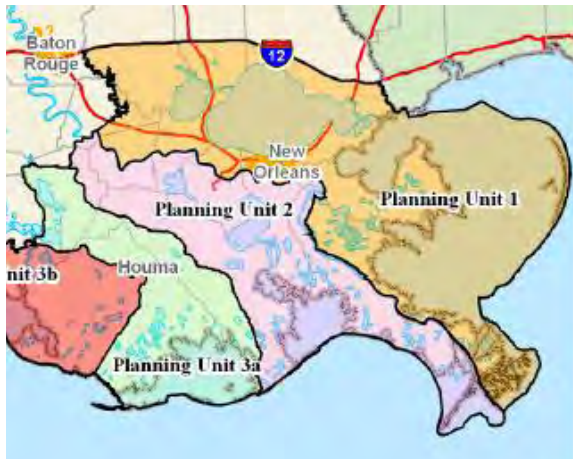 Baton
Rouge
12
New
Orleans
Planning Unit 1
Planning Unit 2
nit 3b
Houma
Planning Unit 3a